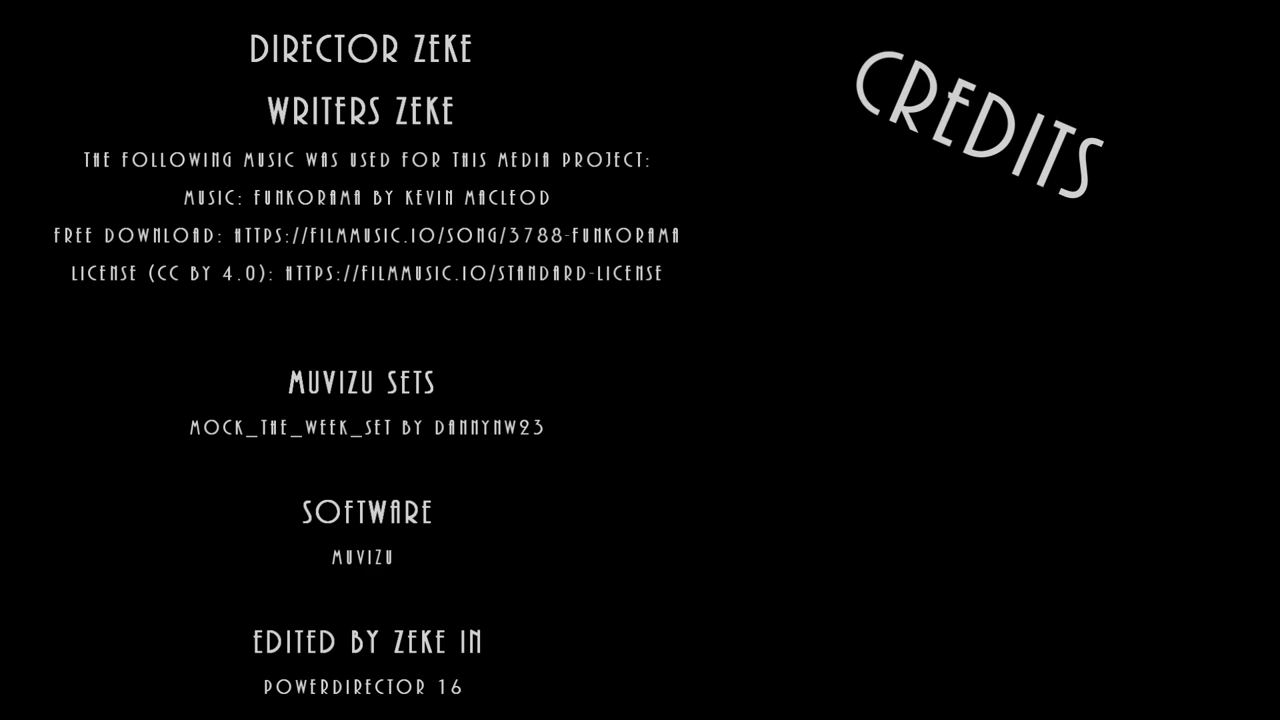 DIRECTOR ZEKE
WRITERS ZEKE
THE FOLLOWING MUSIC WAS USED FOR THIS MEDIA PROJECT:
MUSIC: FUNKORAMA BY KEVIN MACLEOD
FREE DOWNLOAD: HTTPS://FILMMUSIC.IO/SONG/3788-FUNKORAMA
LICENSE (CC BY 4.0): HTTPS://FILMMUSIC.IO/STANDARD-LICENSE
MUVIZU SETS
MOCK_THE_WEEK_SET BY DANNYNW23
SOFTWARE
MUVIZU
EDITED BY ZEKE IN
POWERDIRECTOR 16
CREDITS